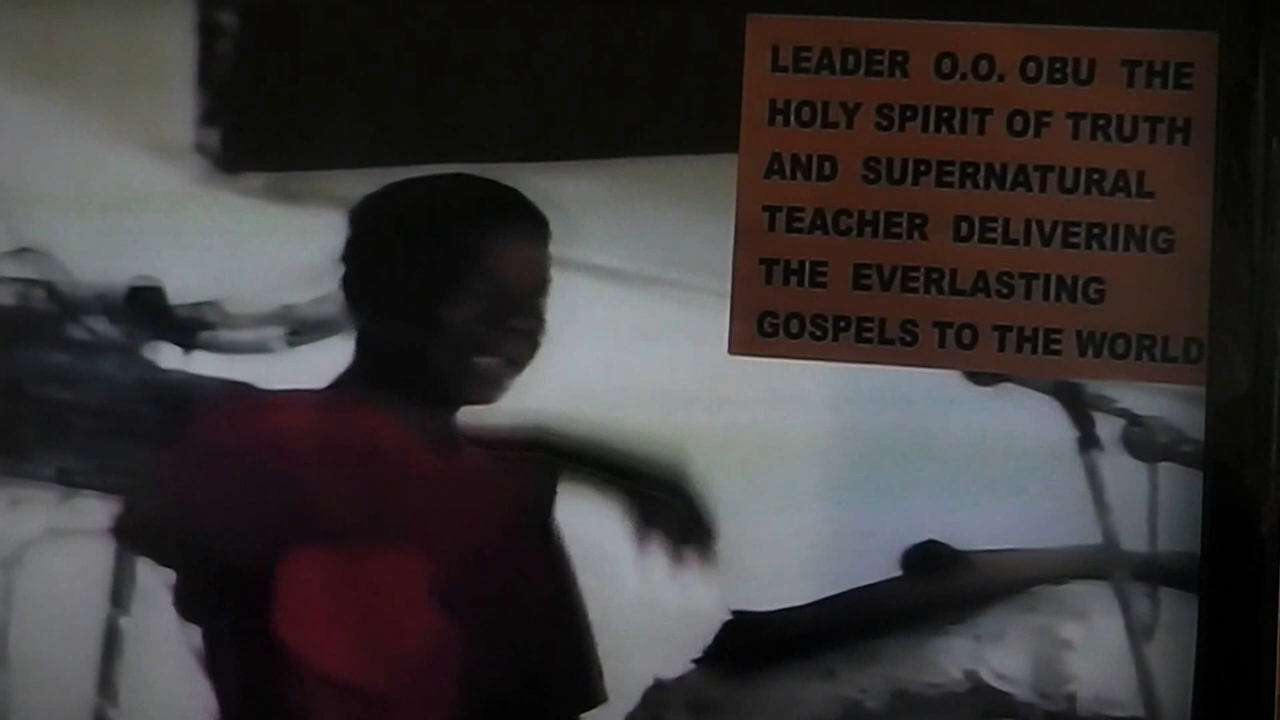 LEADER O.O. OBU THE
HOLY SPIRIT OF TRUTH
AND SUPERNATURAL
TEACHER DELIVERING
THE EVERLASTING
GOSPELS TO THE WORLD